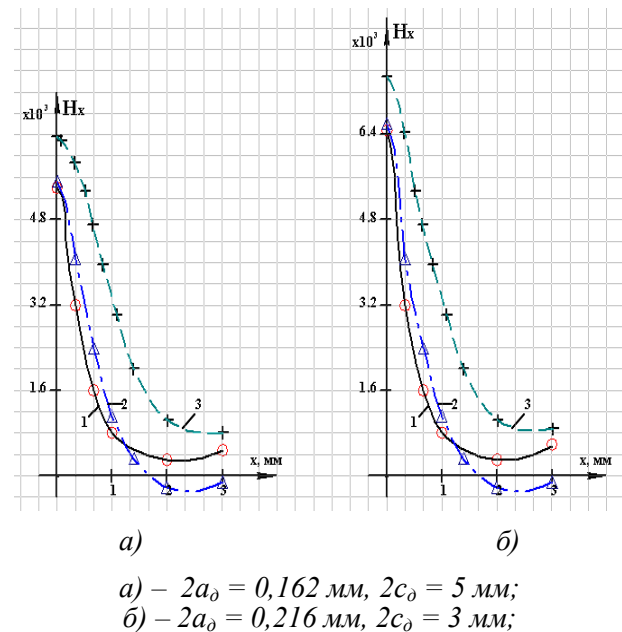 x10³ Hx
4.8
3.2
1.6
1 2 3
x, мм
1 2 3
x10³ Hx
6.4
4.8
3.2
1.6
1 2 3
x, мм
1 2 3
а) б)
а) – 2aд = 0,162 мм, 2cд = 5 мм;
б) – 2aд = 0,216 мм, 2cд = 3 мм;